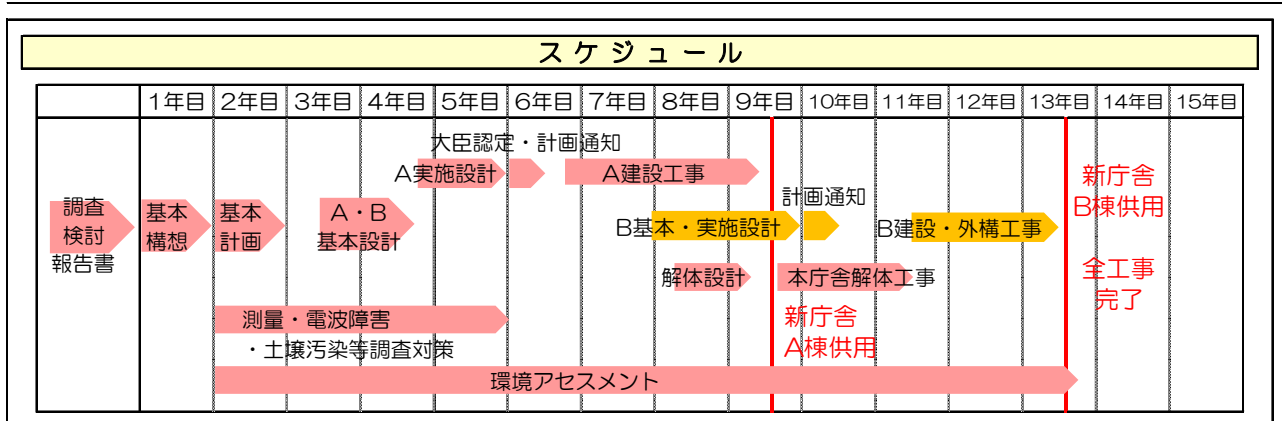 スケジュール
1年目 2年目 3年目 4年目 5年目 6年目 7年目 8年目 9年目 10年目 11年目 12年目 13年目 14年目 15年目
大臣認定・計画通知
A実施設計
A建設工事
計画通知
新庁舎
B棟供用
調査
検討
報告書
基本
構想
基本
計画
A・B
基本設計
B基本・実施設計
B建設・外構工事
解体設計
本庁舎解体工事
全工事
完了
測量・電波障害
・土壌汚染等調査対策
新庁舎
A棟供用
環境アセスメント